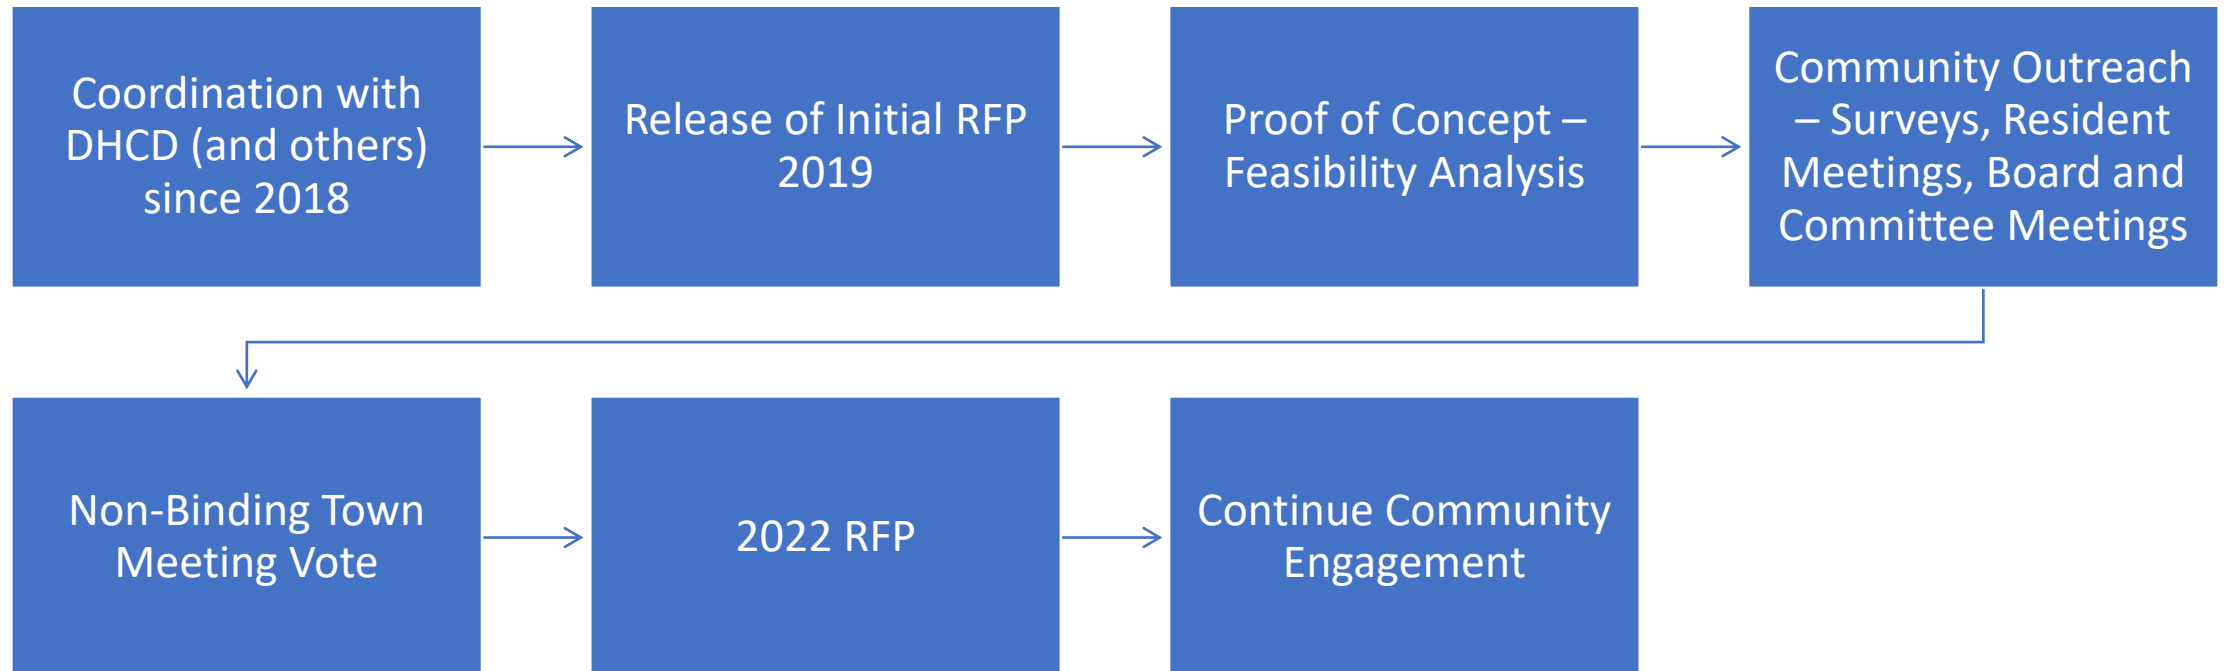 Coordination with
DHCD (and others)
since 2018
Release of Initial RFP
2019
Proof of Concept –
Feasibility Analysis
Community Outreach
– Surveys, Resident
Meetings, Board and
Committee Meetings
Non-Binding Town
Meeting Vote
2022 RFP
Continue Community
Engagement